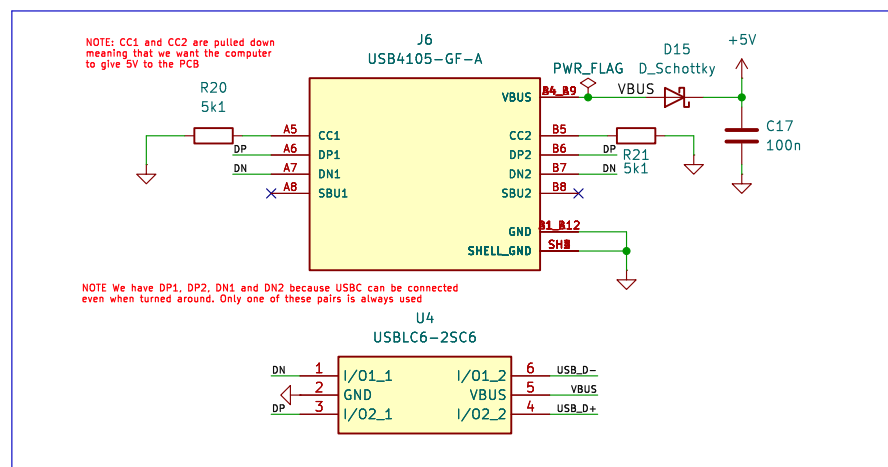 NOTE: CC1 and CC2 are pulled down
meaning that we want the computer
to give 5V to the PCB
J6
USB4105-GF-A
D15
D_Schottky
+5V
PWR_FLAG
VBUS
VBUS
R20
5k1
A5 CC1
CC2 B5
DP A6 DP1
DP2 B6 DP
DN A7 DN1
DN2 B7 DN
A8 SBU1
SBU2 B8
R21
5k1
C17
100n
GND
SHELL_GND
NOTE We have DP1, DP2, DN1 and DN2 because USBC can be connected
even when turned around. Only one of these pairs is always used
U4
USBLC6-2SC6
DN 1 I/O1_1
I/O1_2 6 USB_D-
2 GND
VBUS 5 VBUS
DP 3 I/O2_1
I/O2_2 4 USB_D+